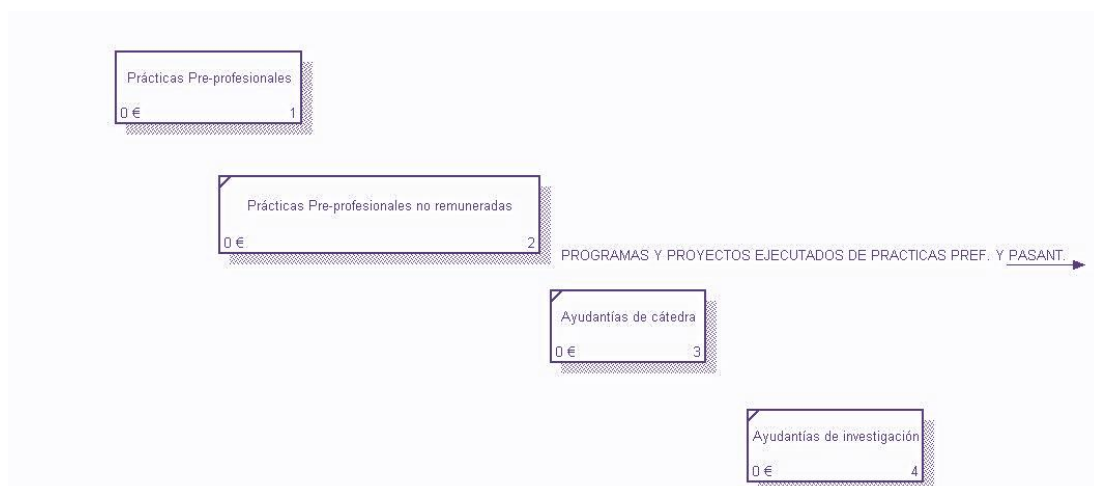 Prácticas Pre-profesionales
0 € 1
Prácticas Pre-profesionales no remuneradas
0 € 2
PROGRAMAS Y PROYECTOS EJECUTADOS DE PRACTICAS PREF. Y PASANT.
Ayudantías de cátedra
0 € 3
Ayudantías de investigación
0 € 4